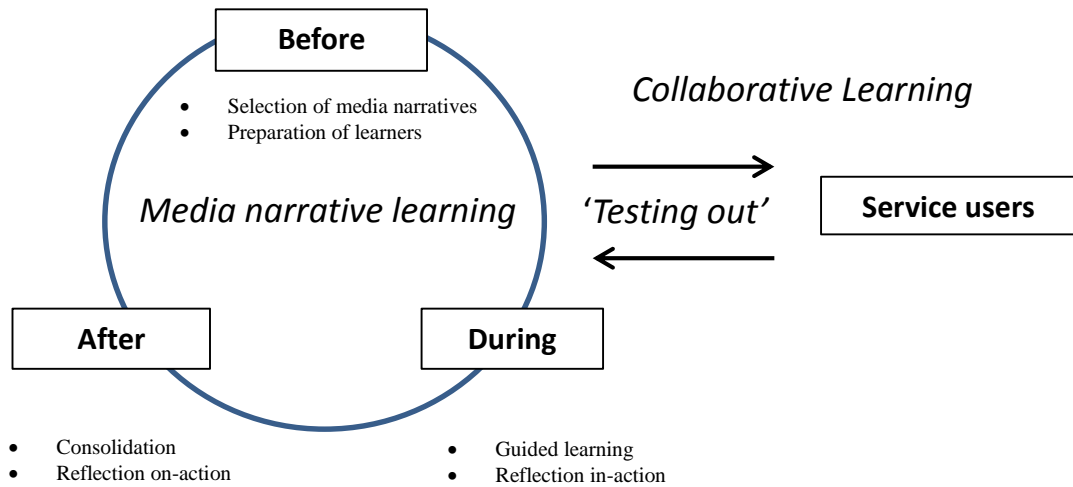 Before
• Selection of media narratives
• Preparation of learners
Collaborative Learning
Media narrative learning
‘Testing out’
Service users
After
During
• Consolidation
• Reflection on-action
• Guided learning
• Reflection in-action